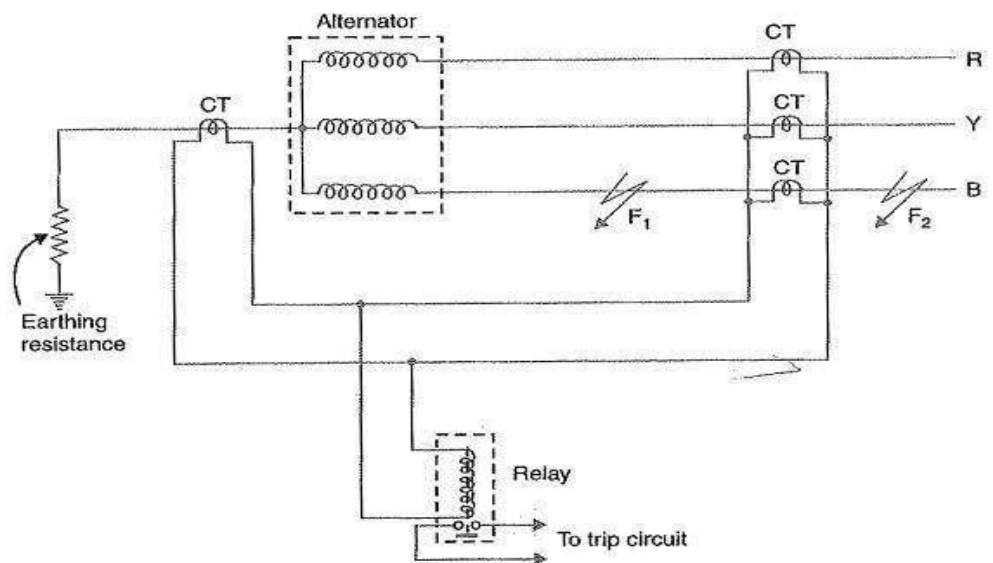 Alternator
CT
R
CT
CT
Y
CT
B
F1
F2
Earthing
resistance
Relay
To trip circuit